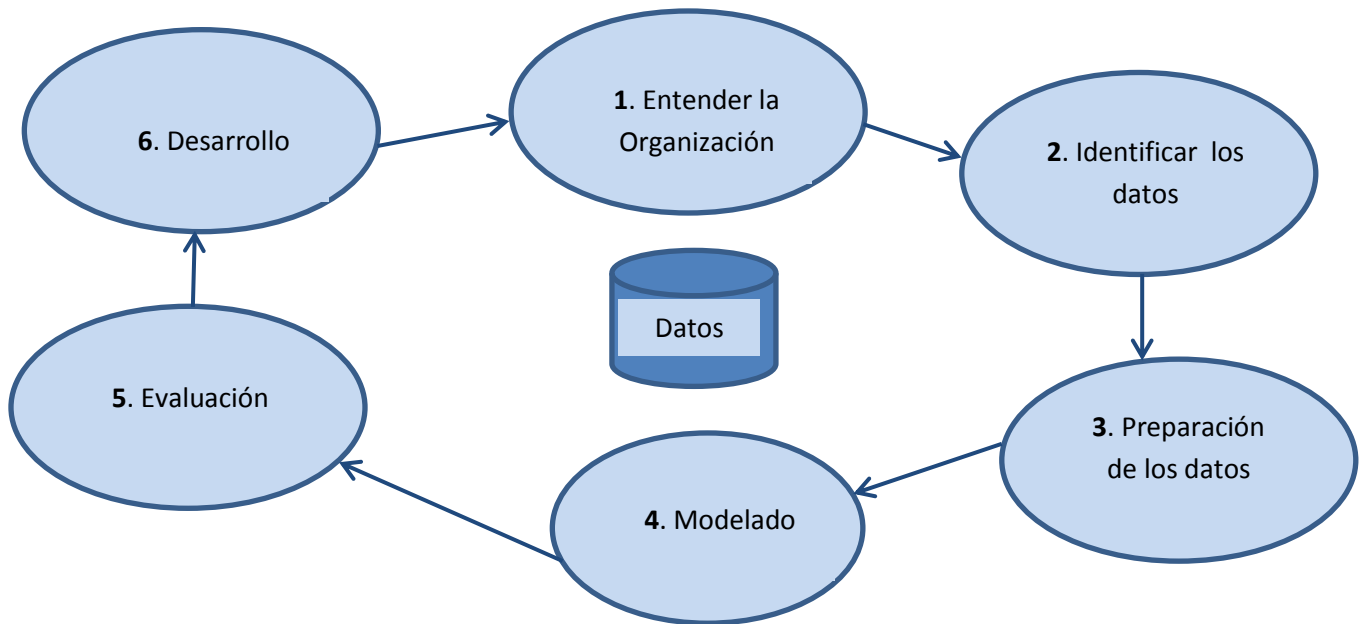 1. Entender la
Organización
2. Identificar los
datos
3. Preparación
de los datos
4. Modelado
5. Evaluación
6. Desarrollo
Datos